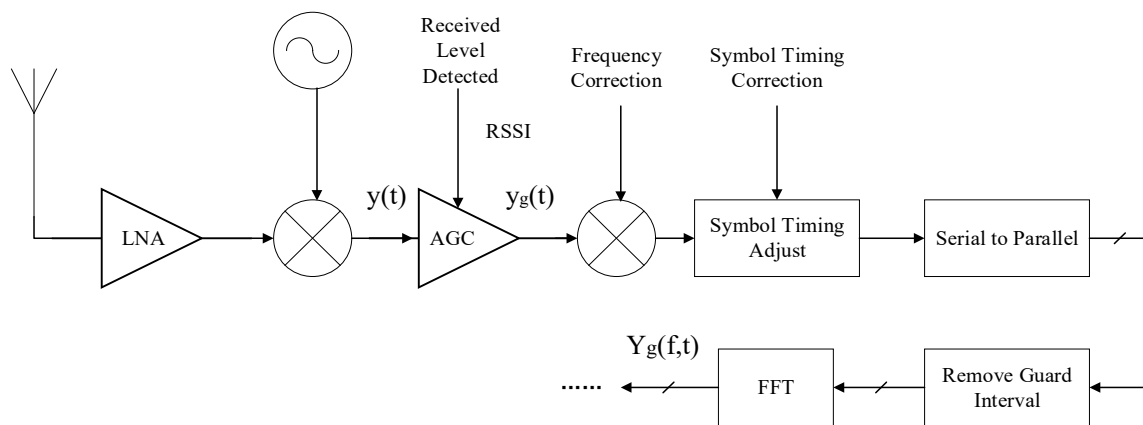 Received
Level
Detected
Frequency
Correction
Symbol Timing
Correction
RSSI
y(t)
yg(t)
LNA
AGC
Symbol Timing
Adjust
Serial to Parallel
Yg(f,t)
......
FFT
Remove Guard
Interval